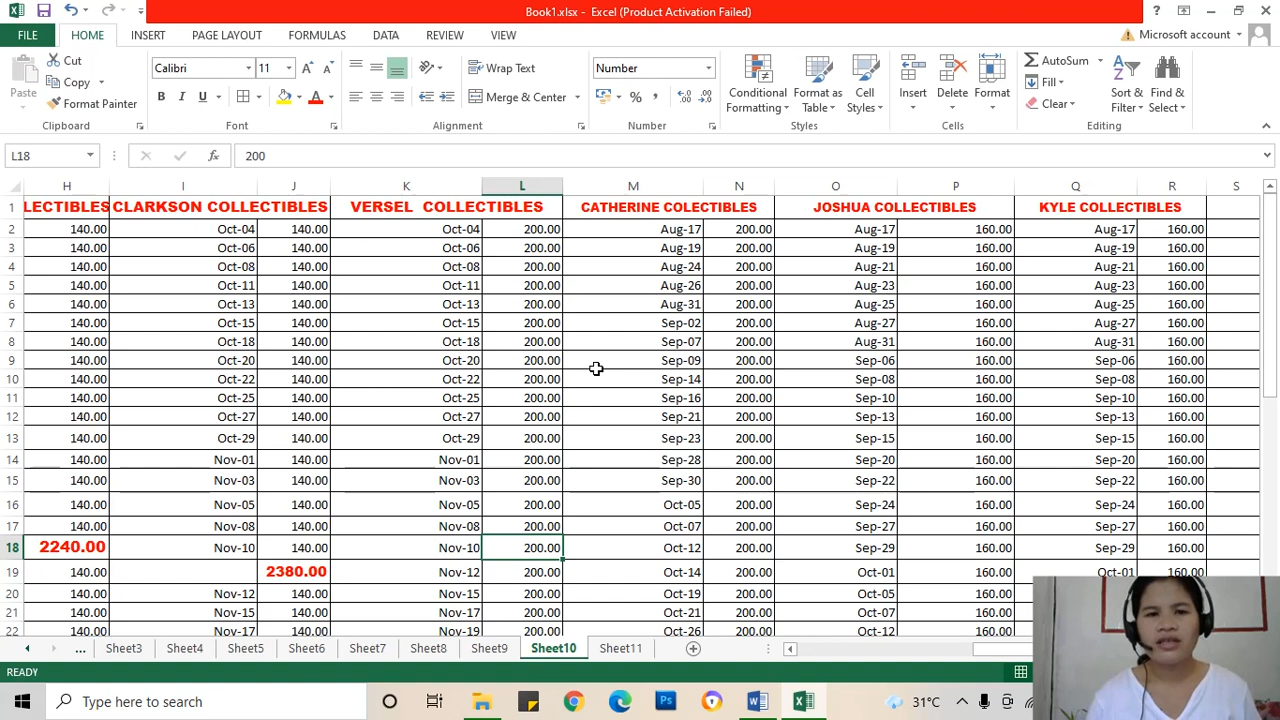 Book1.xlsx - Excel (Product Activation Failed)
FILE HOME INSERT PAGE LAYOUT FORMULAS DATA REVIEW VIEW Microsoft account
Cut
Copy
Format Painter
Paste
Clipboard
Calibri 11
B I U
Font
Wrap Text
Merge & Center
Alignment
Number
%
Number
Conditional Formatting
Format as Table
Cell Styles
Styles
Insert
Delete
Format
Cells
AutoSum
Fill
Clear
Sort & Filter
Find & Select
Editing
L18 fx 200
H I J K L M N O P Q R S
1 LECTIBLES CLARKSON COLLECTIBLES VERSEL COLLECTIBLES CATHERINE COLECTIBLES JOSHUA COLLECTIBLES KYLE COLLECTIBLES
2 140.00 Oct-04 140.00 Oct-04 200.00 Aug-17 200.00 Aug-17 160.00 Aug-17 160.00
3 140.00 Oct-06 140.00 Oct-06 200.00 Aug-19 200.00 Aug-19 160.00 Aug-19 160.00
4 140.00 Oct-08 140.00 Oct-08 200.00 Aug-24 200.00 Aug-21 160.00 Aug-21 160.00
5 140.00 Oct-11 140.00 Oct-11 200.00 Aug-26 200.00 Aug-23 160.00 Aug-23 160.00
6 140.00 Oct-13 140.00 Oct-13 200.00 Aug-31 200.00 Aug-25 160.00 Aug-25 160.00
7 140.00 Oct-15 140.00 Oct-15 200.00 Sep-02 200.00 Aug-27 160.00 Aug-27 160.00
8 140.00 Oct-18 140.00 Oct-18 200.00 Sep-07 200.00 Aug-31 160.00 Aug-31 160.00
9 140.00 Oct-20 140.00 Oct-20 200.00 Sep-09 200.00 Sep-06 160.00 Sep-06 160.00
10 140.00 Oct-22 140.00 Oct-22 200.00 Sep-14 200.00 Sep-08 160.00 Sep-08 160.00
11 140.00 Oct-25 140.00 Oct-25 200.00 Sep-16 200.00 Sep-10 160.00 Sep-10 160.00
12 140.00 Oct-27 140.00 Oct-27 200.00 Sep-21 200.00 Sep-13 160.00 Sep-13 160.00
13 140.00 Oct-29 140.00 Oct-29 200.00 Sep-23 200.00 Sep-15 160.00 Sep-15 160.00
14 140.00 Nov-01 140.00 Nov-01 200.00 Sep-28 200.00 Sep-20 160.00 Sep-20 160.00
15 140.00 Nov-03 140.00 Nov-03 200.00 Sep-30 200.00 Sep-22 160.00 Sep-22 160.00
16 140.00 Nov-05 140.00 Nov-05 200.00 Oct-05 200.00 Sep-24 160.00 Sep-24 160.00
17 140.00 Nov-08 140.00 Nov-08 200.00 Oct-07 200.00 Sep-27 160.00 Sep-27 160.00
18 2240.00 Nov-10 140.00 Nov-10 200.00 Oct-12 200.00 Sep-29 160.00 Sep-29 160.00
19 140.00 2380.00 Nov-12 200.00 Oct-14 200.00 Oct-01 160.00 Oct-01 160.00
20 140.00 Nov-12 140.00 Nov-15 200.00 Oct-19 200.00 Oct-05 160.00
21 140.00 Nov-15 140.00 Nov-17 200.00 Oct-21 200.00 Oct-07 160.00
22 140.00 Nov-17 140.00 Nov-19 200.00 Oct-26 200.00 Oct-12 160.00
... Sheet3 Sheet4 Sheet5 Sheet6 Sheet7 Sheet8 Sheet9 Sheet10 Sheet11
READY
Type here to search
31°C